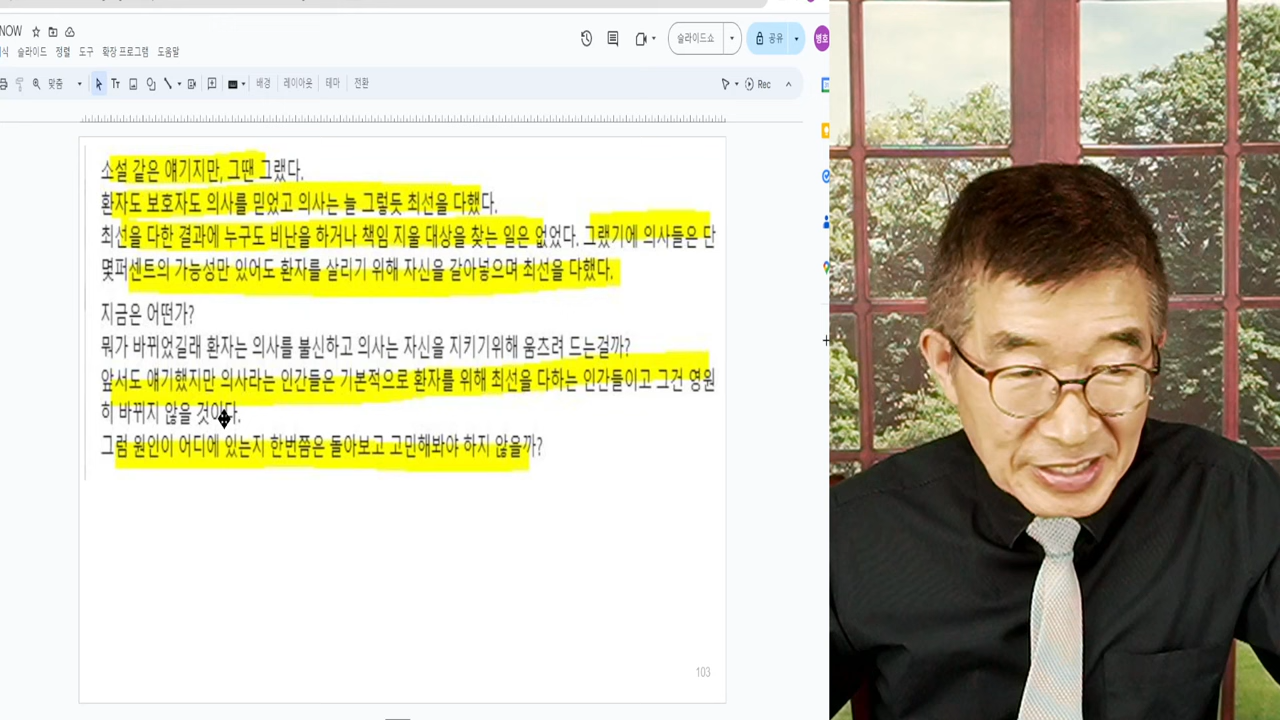 NOW
슬라이드 정렬 도구 확장 프로그램 도움말
슬라이드쇼
공유
맞춤
배경 레이아웃 테마 전환
Rec
소설 같은 얘기지만, 그땐 그랬다.
환자도 보호자도 의사를 믿었고 의사는 늘 그렇듯 최선을 다했다.
최선을 다한 결과에 누구도 비난을 하거나 책임 지울 대상을 찾는 일은 없었다. 그랬기에 의사들은 단
몇퍼센트의 가능성만 있어도 환자를 살리기 위해 자신을 갈아넣으며 최선을 다했다.
지금은 어떤가?
뭐가 바뀌었길래 환자는 의사를 불신하고 의사는 자신을 지키기위해 움츠려 드는걸까?
앞서도 얘기했지만 의사라는 인간들은 기본적으로 환자를 위해 최선을 다하는 인간들이고 그건 영원
히 바뀌지 않을 것이다.
그럼 원인이 어디에 있는지 한번쯤은 돌아보고 고민해봐야 하지 않을까?
103